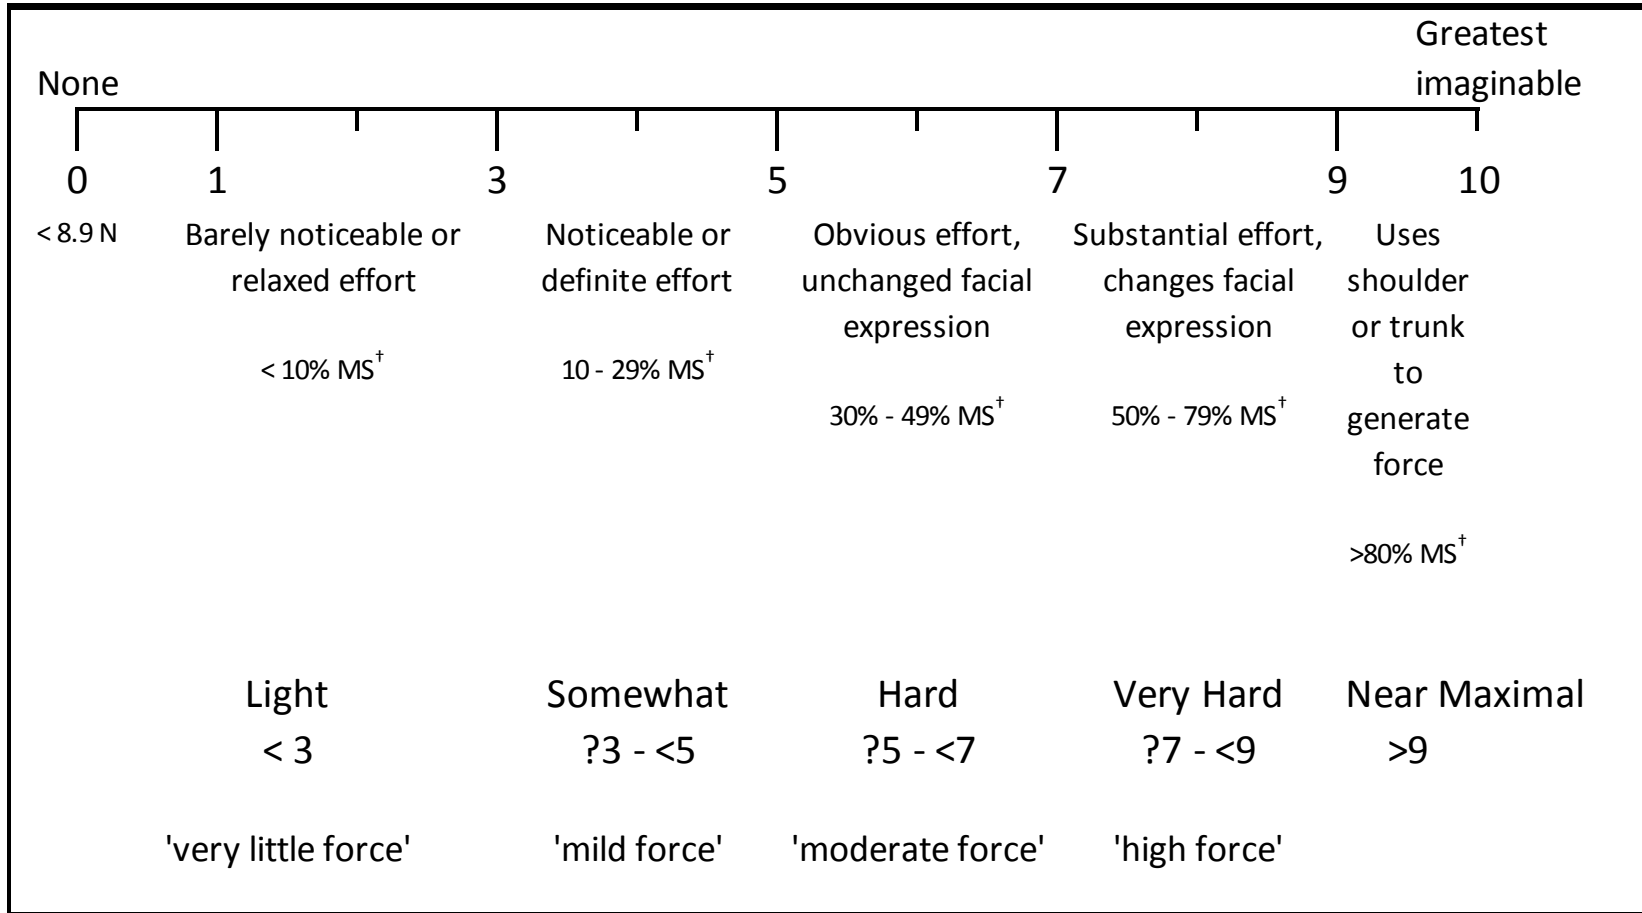 Greatest
None imaginable
0 1 3 5 7 9 10
< 8.9 N
Barely noticeable or
relaxed effort
< 10% MS†
Noticeable or
definite effort
10 - 29% MS†
Obvious effort,
unchanged facial
expression
30% - 49% MS†
Substantial effort,
changes facial
expression
50% - 79% MS†
Uses
shoulder
or trunk
to
generate
force
>80% MS†
Light Somewhat Hard Very Hard Near Maximal
< 3 ?3 - <5 ?5 - <7 ?7 - <9 >9
'very little force' 'mild force' 'moderate force' 'high force'